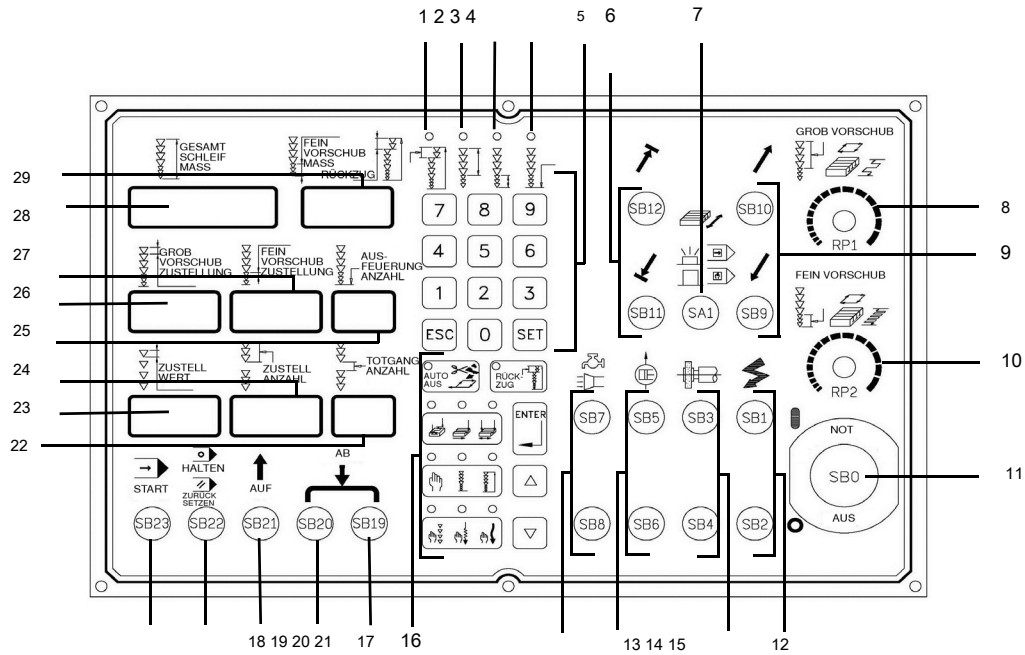 1 2 3 4
5 6 7
GESAMT
SCHLEIF
MASS
FEIN
VORSCHUB
MASS
RÜCKZUG
GROB VORSCHUB
29
28
7 8 9
SB12
SB10
RP1
8
27
GROB
VORSCHUB
ZUSTELLUNG
FEIN
VORSCHUB
ZUSTELLUNG
AUS-
FEUERUNG
ANZAHL
4 5 6
9
FEIN VORSCHUB
26
25
1 2 3
SB11
SA1
SB9
ESC 0 SET
24
ZUSTELL
WERT
ZUSTELL
ANZAHL
TOTGANG
ANZAHL
AUTO
AUS
RÜCK-
ZUG
RP2
10
23
22
ENTER
SB7
SB5
SB3
SB1
NOT
SB0
AUS
11
START
HALTEN
ZURÜCK
SETZEN
AUF
AB
SB23
SB22
SB21
SB20
SB19
SB8
SB6
SB4
SB2
18 19 20 21
17
16
13 14 15
12